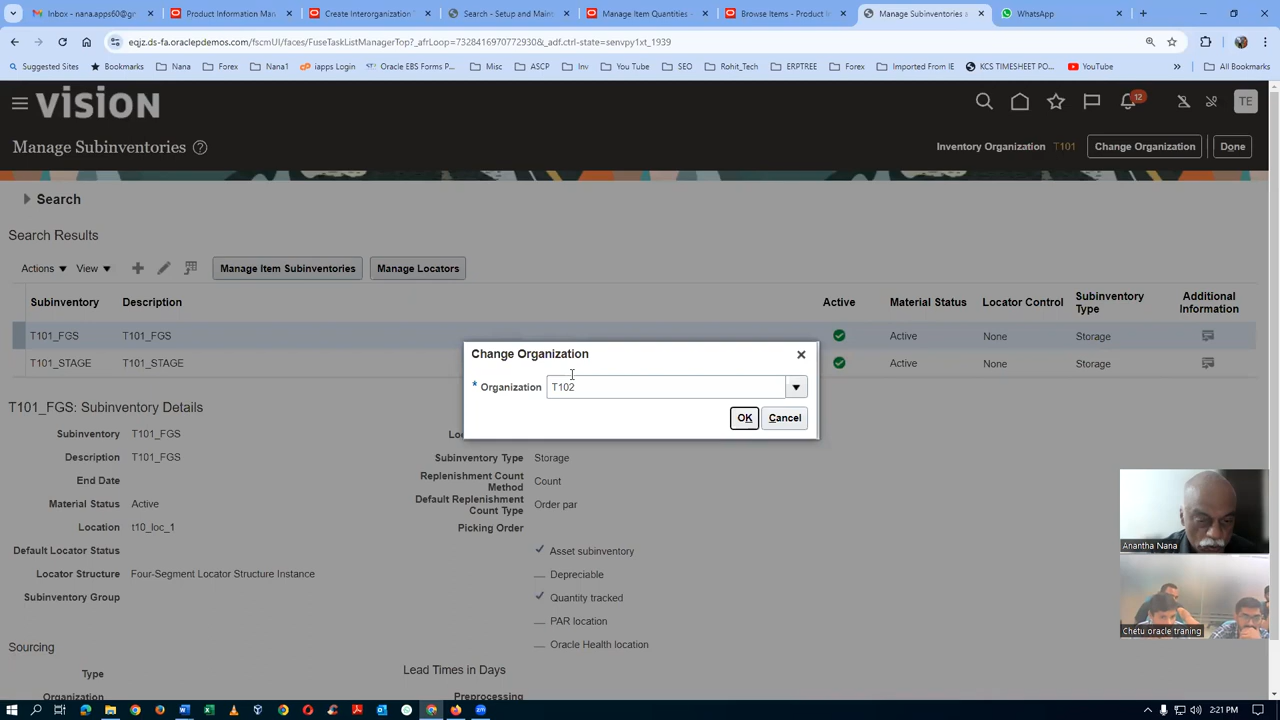 Inbox - nana.apps60@gm
Product Information Man
Create Interorganization T
Search - Setup and Maint
Manage Item Quantities -
Browse Items - Product I
Manage Subinventories a
WhatsApp
eqjz.ds-fa.oraclepdemos.com/fscmUI/faces/FuseTaskListManagerTop?_afrLoop=7328416970772930&_adf.ctrl-state=senvpy1xt_1939
Suggested Sites Bookmarks Nana Forex Nana1 iapps Login Oracle EBS Forms P... Misc ASCP Inv You Tube SEO Rohit_Tech ERPTREE Forex Imported From IE KCS TIMESHEET PO... YouTube » All Bookmarks
VISION
12
TE
Manage Subinventories ?
Inventory Organization T101 Change Organization Done
Search
Search Results
Actions View Manage Item Subinventories Manage Locators
Subinventory Description Active Material Status Locator Control Subinventory Type Additional Information
T101_FGS T101_FGS Active None Storage
T101_STAGE T101_STAGE Active None Storage
Change Organization
* Organization T102
OK Cancel
T101_FGS: Subinventory Details
Subinventory T101_FGS
Description T101_FGS
End Date
Material Status Active
Location t10_loc_1
Default Locator Status
Locator Structure Four-Segment Locator Structure Instance
Subinventory Group
Subinventory Type Storage
Replenishment Count Method Count
Default Replenishment Count Type Order par
Picking Order
Asset subinventory
Depreciable
Quantity tracked
PAR location
Oracle Health location
Sourcing
Type
Organization
Lead Times in Days
Preprocessing
Anantha Nana
Chetu oracle traning
ENG 2:21 PM